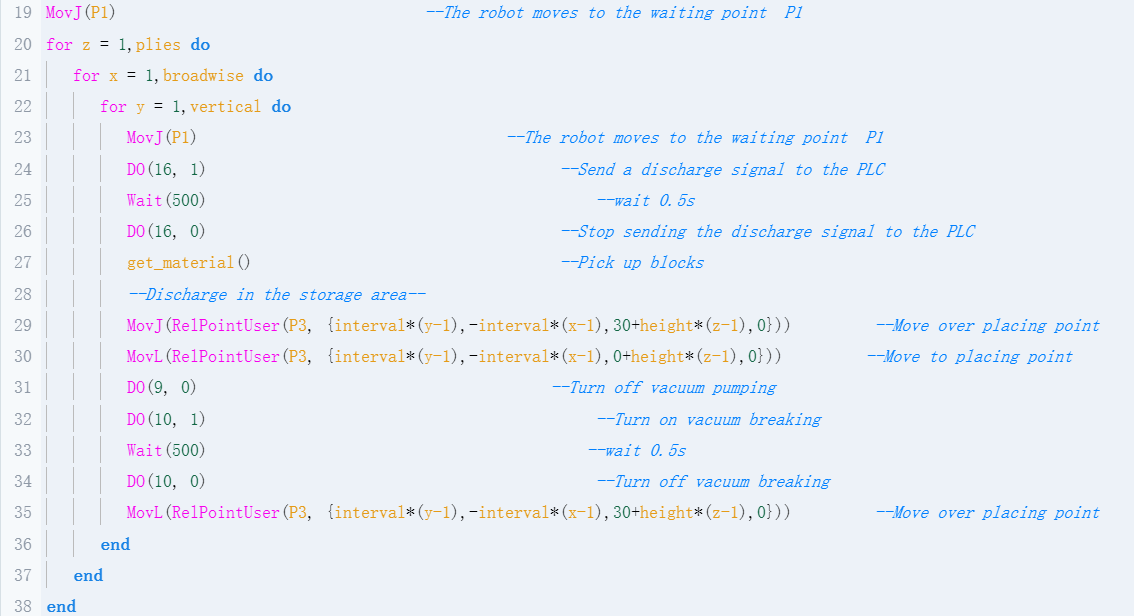 19 MovJ(P1) --The robot moves to the waiting point P1
20 for z = 1,plies do
21 for x = 1,broadwise do
22 for y = 1,vertical do
23 MovJ(P1) --The robot moves to the waiting point P1
24 DO(16, 1) --Send a discharge signal to the PLC
25 Wait(500) --wait 0.5s
26 DO(16, 0) --Stop sending the discharge signal to the PLC
27 get_material() --Pick up blocks
28 --Discharge in the storage area--
29 MovJ(RelPointUser(P3, {interval*(y-1),-interval*(x-1),30+height*(z-1),0})) --Move over placing point
30 MovL(RelPointUser(P3, {interval*(y-1),-interval*(x-1),0+height*(z-1),0})) --Move to placing point
31 DO(9, 0) --Turn off vacuum pumping
32 DO(10, 1) --Turn on vacuum breaking
33 Wait(500) --wait 0.5s
34 DO(10, 0) --Turn off vacuum breaking
35 MovL(RelPointUser(P3, {interval*(y-1),-interval*(x-1),30+height*(z-1),0})) --Move over placing point
36 end
37 end
38 end